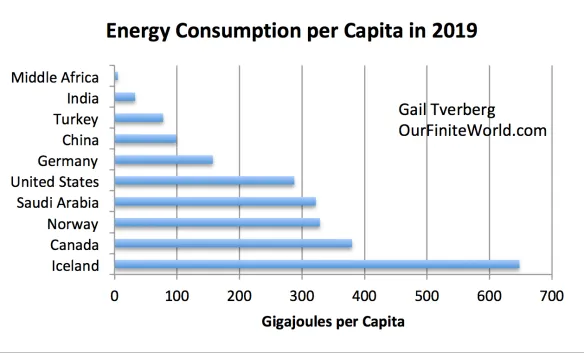 Energy Consumption per Capita in 2019
Middle Africa
India
Turkey
China
Germany
United States
Saudi Arabia
Norway
Canada
Iceland
Gail Tverberg
OurFiniteWorld.com
0 100 200 300 400 500 600 700
Gigajoules per Capita